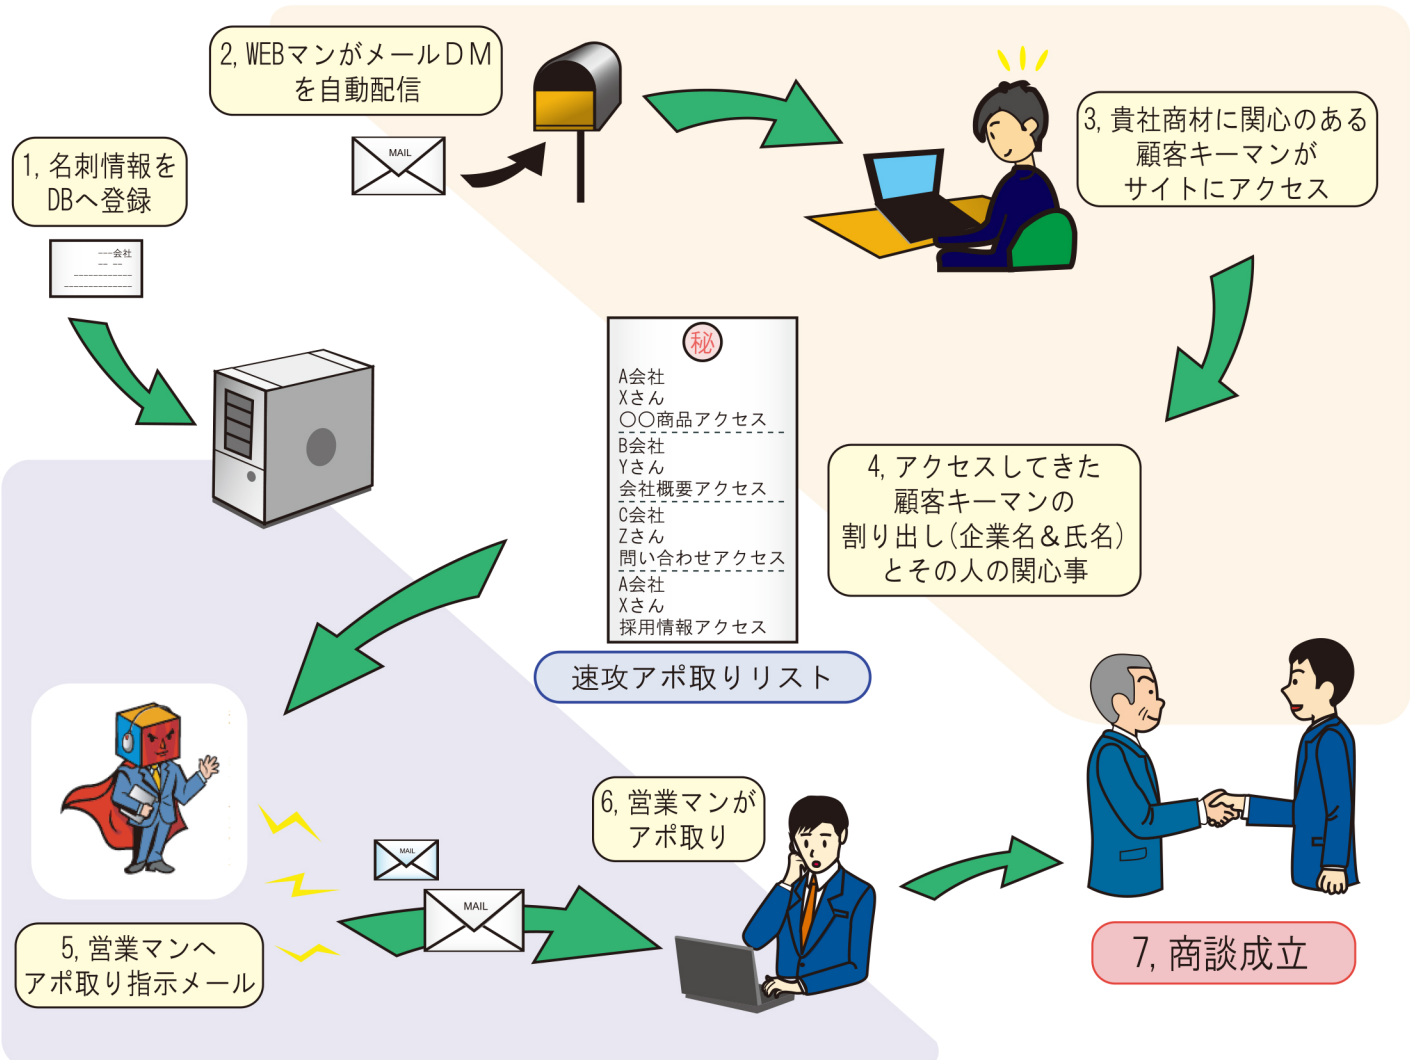 1, 名刺情報を
DBへ登録
---会社
2, WEBマンがメールＤＭ
を自動配信
MAIL
3, 貴社商材に関心のある
顧客キーマンが
サイトにアクセス
秘
A会社
Xさん
〇〇商品アクセス
B会社
Yさん
会社概要アクセス
C会社
Zさん
問い合わせアクセス
A会社
Xさん
採用情報アクセス
速攻アポ取りリスト
4, アクセスしてきた
顧客キーマンの
割り出し(企業名＆氏名)
とその人の関心事
5, 営業マンへ
アポ取り指示メール
MAIL
MAIL
6, 営業マンが
アポ取り
7, 商談成立